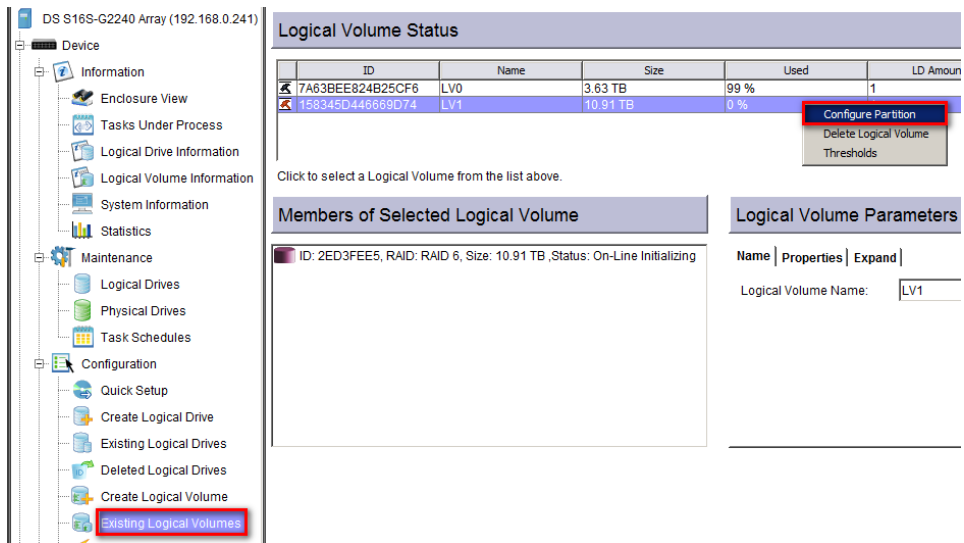 DS S16S-G2240 Array (192.168.0.241)
Device
Information
Enclosure View
Tasks Under Process
Logical Drive Information
Logical Volume Information
System Information
Statistics
Maintenance
Logical Drives
Physical Drives
Task Schedules
Configuration
Quick Setup
Create Logical Drive
Existing Logical Drives
Deleted Logical Drives
Create Logical Volume
Existing Logical Volumes
Logical Volume Status
ID Name Size Used LD Amoun
7A63BEE824B25CF6 LV0 3.63 TB 99 % 1
158345D446669D74 LV1 10.91 TB 0 %
Configure Partition
Delete Logical Volume
Thresholds
Click to select a Logical Volume from the list above.
Members of Selected Logical Volume
ID: 2ED3FEE5, RAID: RAID 6, Size: 10.91 TB ,Status: On-Line Initializing
Logical Volume Parameters
Name Properties Expand
Logical Volume Name: LV1